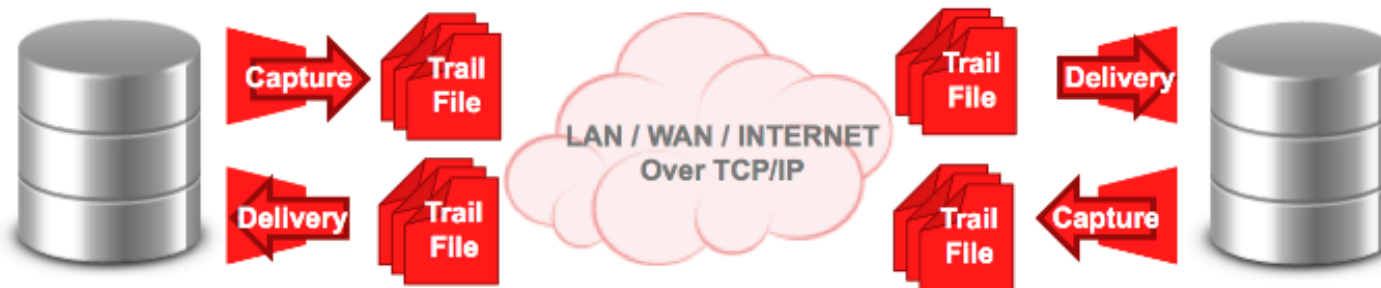 Capture
Trail
File
LAN / WAN / INTERNET
Over TCP/IP
Trail
File
Delivery
Delivery
Trail
File
Trail
File
Capture